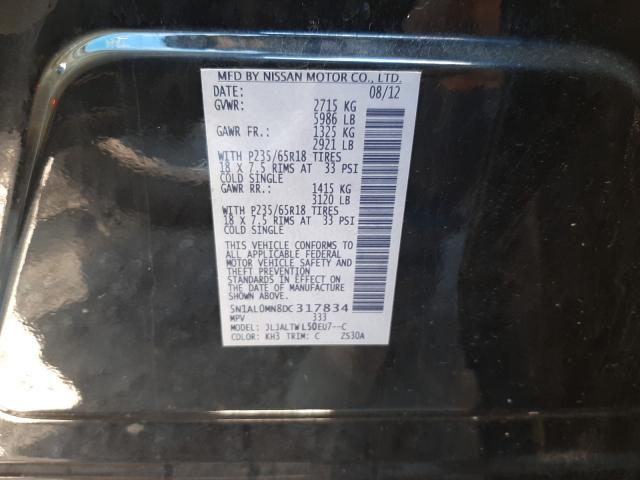 MFD BY NISSAN MOTOR CO., LTD.
DATE: 08/12
GVWR: 2715 KG
5986 LB
GAWR FR.: 1325 KG
2921 LB
WITH P235/65R18 TIRES
18 X 7.5 RIMS AT 33 PSI
COLD SINGLE
GAWR RR.: 1415 KG
3120 LB
WITH P235/65R18 TIRES
18 X 7.5 RIMS AT 33 PSI
COLD SINGLE
THIS VEHICLE CONFORMS TO
ALL APPLICABLE FEDERAL
MOTOR VEHICLE SAFETY AND
THEFT PREVENTION
STANDARDS IN EFFECT ON
THE DATE OF MANUFACTURE
SHOWN ABOVE.
5N1AL0MN8DC317834
MPV 333
MODEL: JLJALTWL50EU7--C
COLOR: KH3 TRIM: C ZS30A